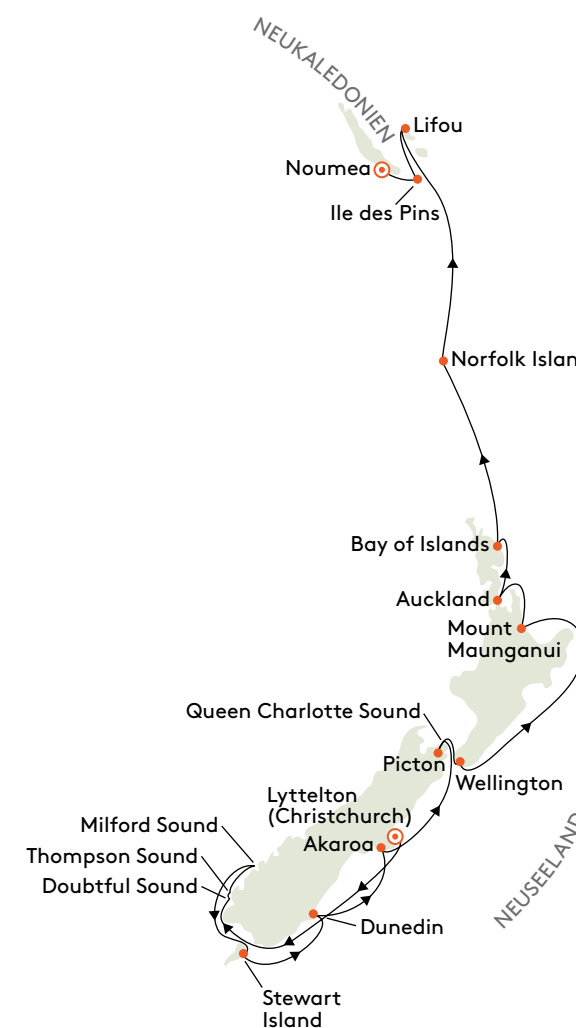 NEUKALEDONIEN
Lifou
Noumea
Ile des Pins
Norfolk Islan
Bay of Islands
Auckland
Mount
Maunganui
Queen Charlotte Sound
Picton
Wellington
Lyttelton
(Christchurch)
Milford Sound
Akaroa
Thompson Sound
Doubtful Sound
NEUSEELAND
Dunedin
Stewart
Island